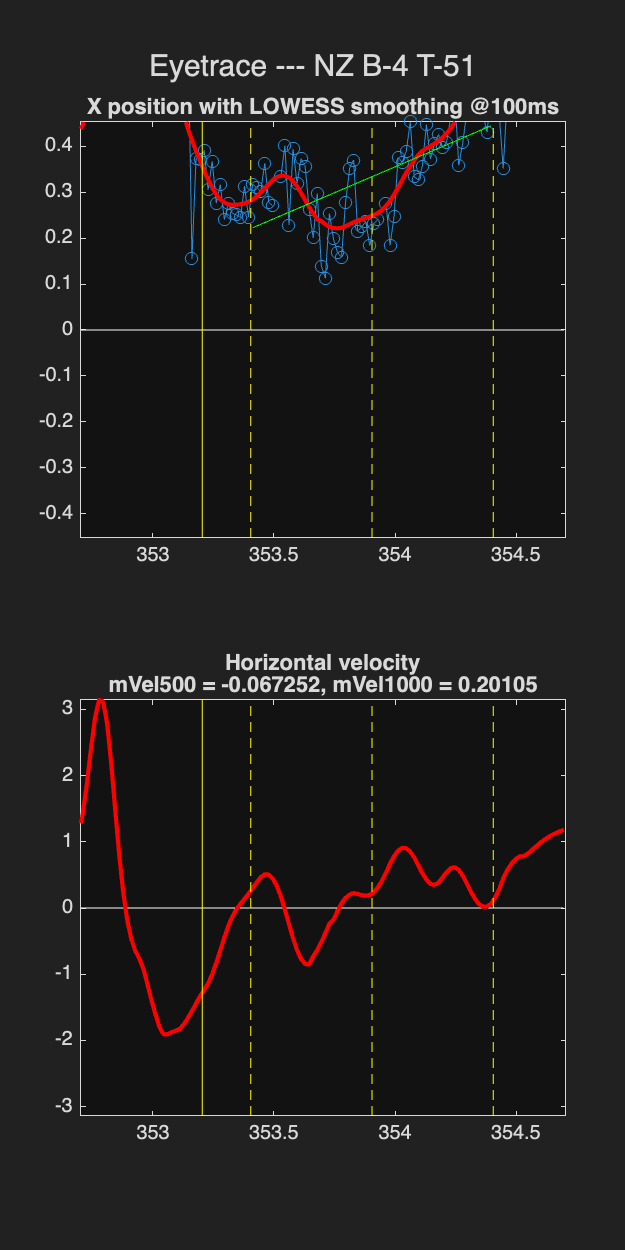 Eyetrace --- NZ B-4 T-51
X position with LOWESS smoothing @100ms
0.4
0.3
0.2
0.1
0
-0.1
-0.2
-0.3
-0.4
353 353.5 354 354.5
Horizontal velocity
mVel500 = -0.067252, mVel1000 = 0.20105
3
2
1
0
-1
-2
-3
353 353.5 354 354.5